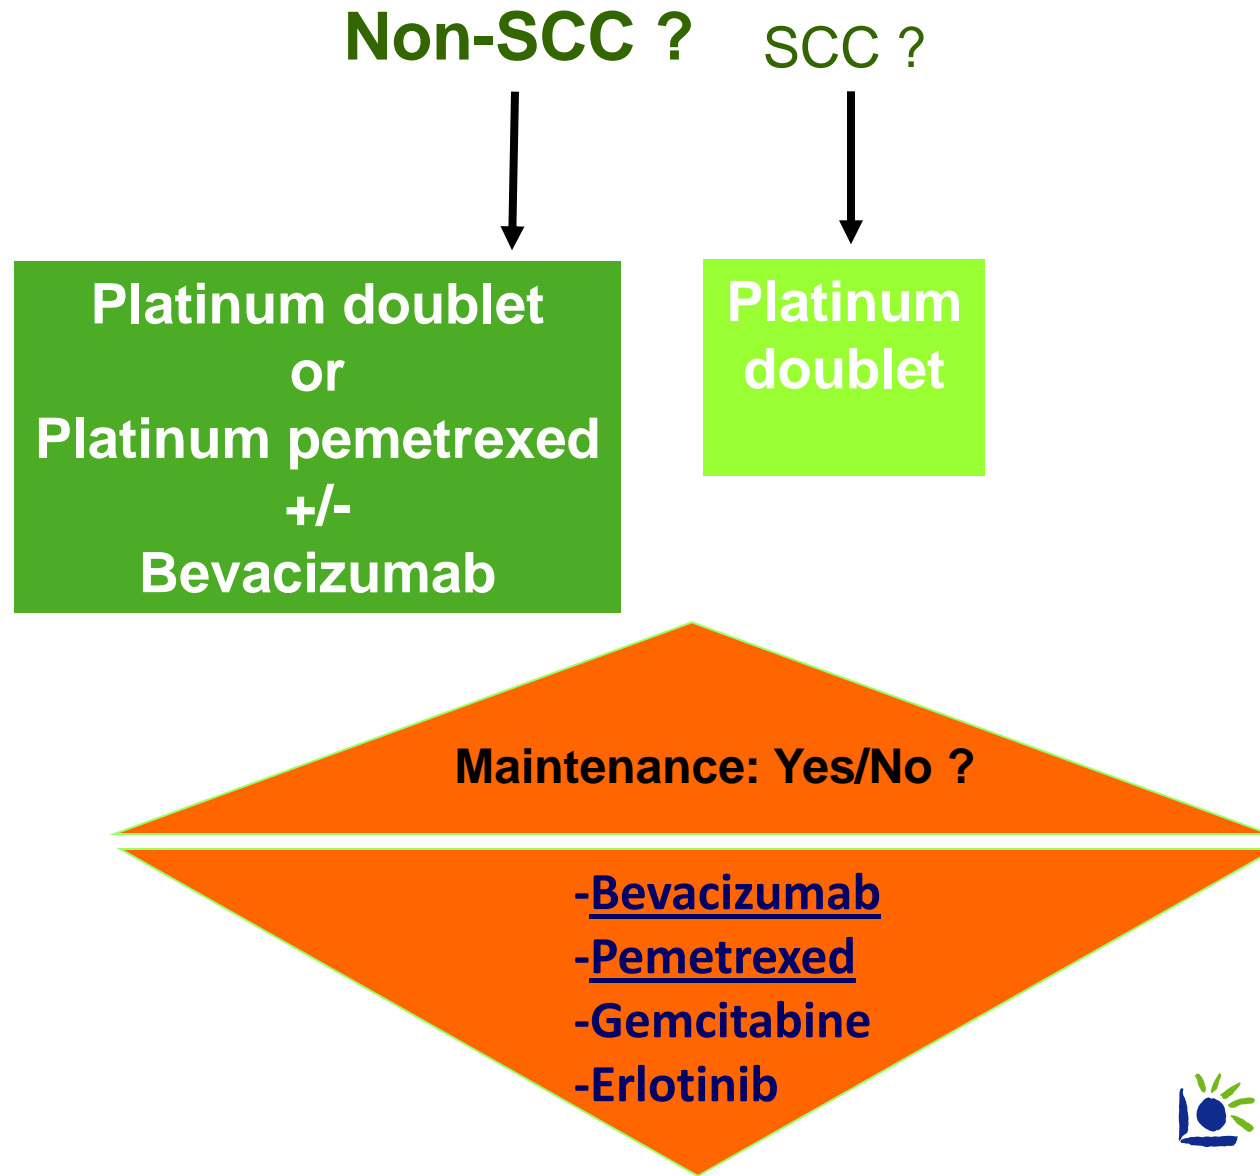 Non-SCC ? SCC ?
Platinum doublet
or
Platinum pemetrexed
+/-
Bevacizumab
Platinum
doublet
Maintenance: Yes/No ?
-Bevacizumab
-Pemetrexed
-Gemcitabine
-Erlotinib